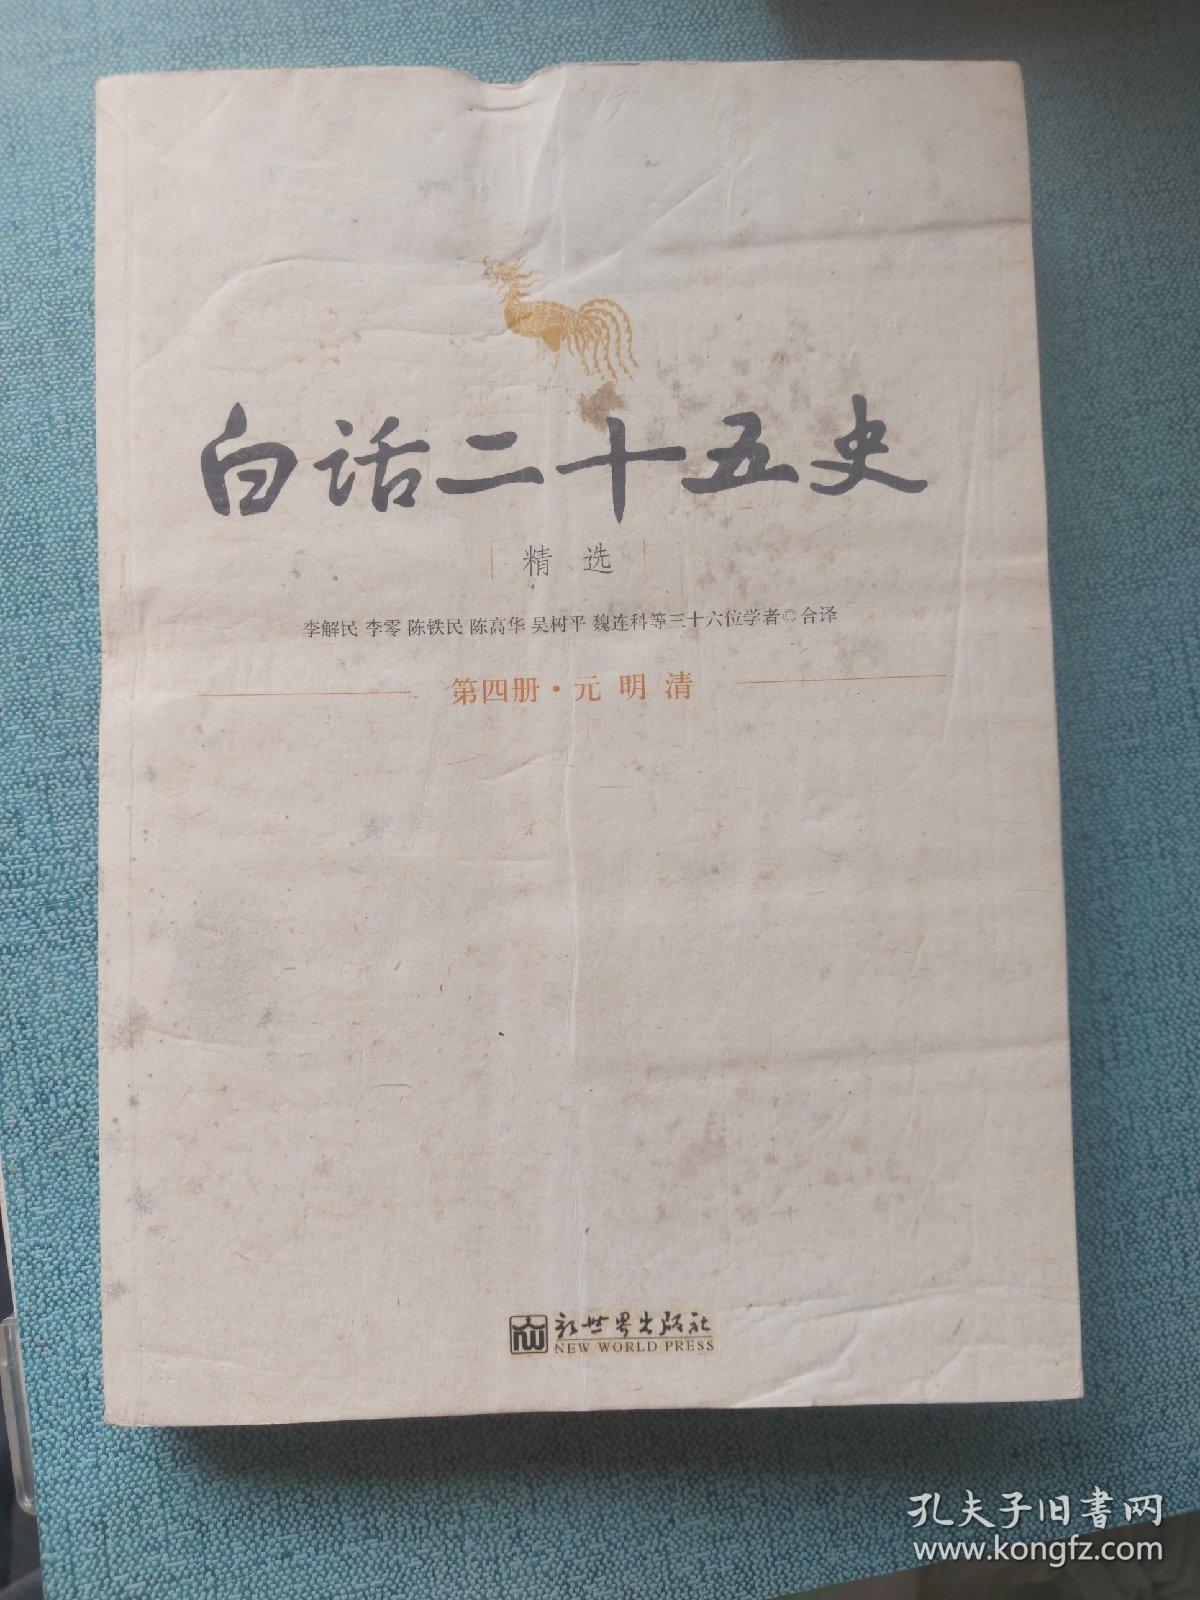 白话二十五史
精 选
李解民 李零 陈铁民 陈高华 吴树平 魏连科等三十六位学者◎合译
第四册·元 明 清
新世界出版社
NEW WORLD PRESS
孔夫子旧书网
www.kongfz.com